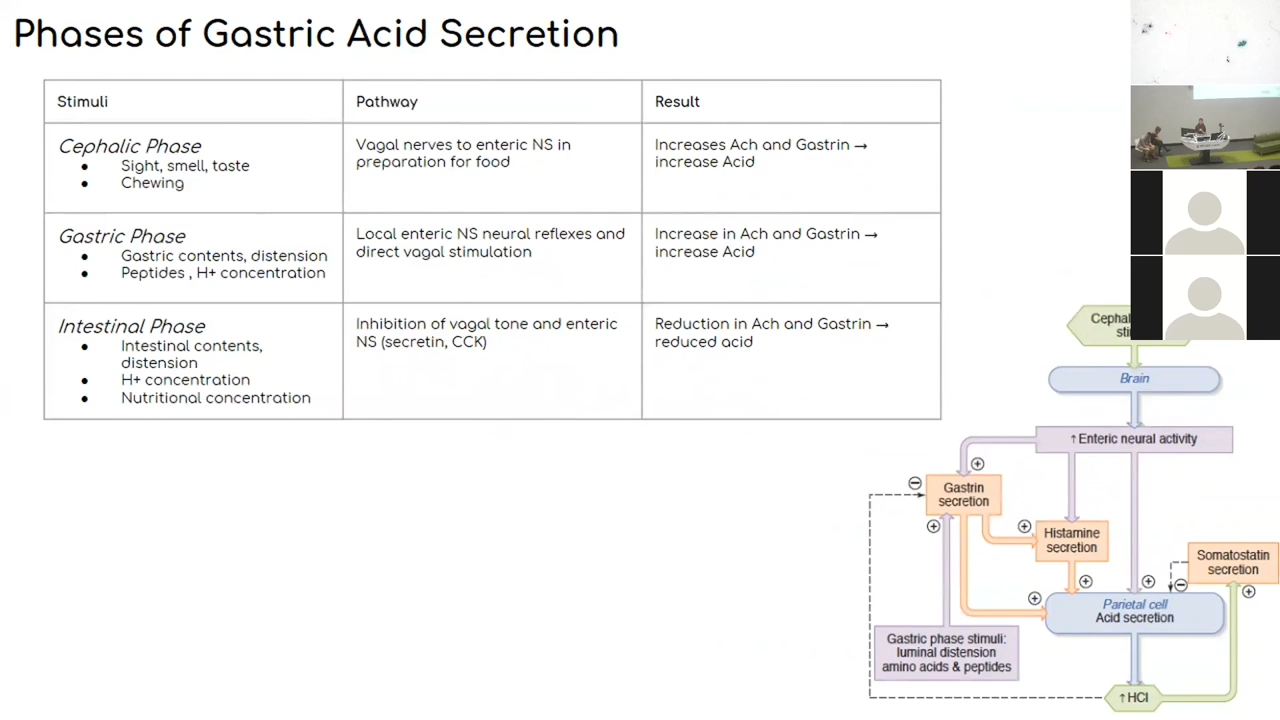 Phases of Gastric Acid Secretion
Stimuli
Pathway
Result
Cephalic Phase
● Sight, smell, taste
● Chewing
Vagal nerves to enteric NS in
preparation for food
Increases Ach and Gastrin →
increase Acid
Gastric Phase
● Gastric contents, distension
● Peptides , H+ concentration
Local enteric NS neural reflexes and
direct vagal stimulation
Increase in Ach and Gastrin →
increase Acid
Intestinal Phase
● Intestinal contents,
distension
● H+ concentration
● Nutritional concentration
Inhibition of vagal tone and enteric
NS (secretin, CCK)
Reduction in Ach and Gastrin →
reduced acid
Brain
↑Enteric neural activity
Gastrin
secretion
Histamine
secretion
Somatostatin
secretion
Parietal cell
Acid secretion
Gastric phase stimuli:
luminal distension
amino acids & peptides
↑HCl